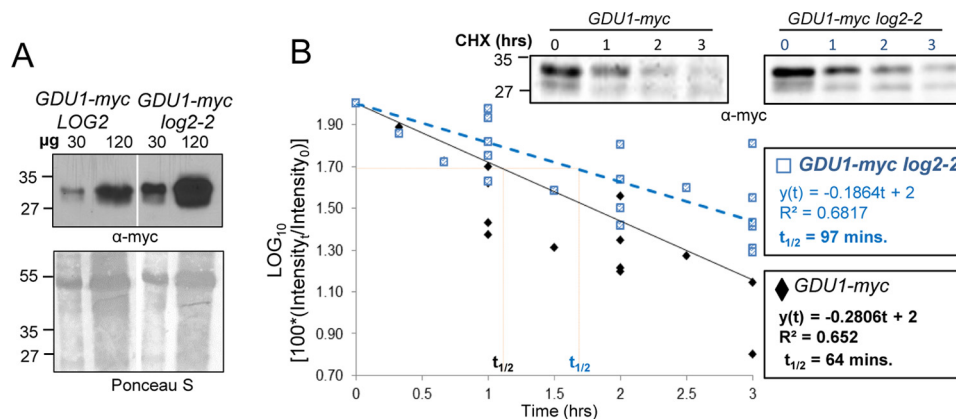 A
GDU1-myc GDU1-myc
LOG2 log2-2
µg 30 120 30 120
35
27
α-myc
55
35
27
Ponceau S
B
GDU1-myc GDU1-myc log2-2
CHX (hrs) 0 1 2 3 0 1 2 3
35
27
α-myc
LOG10
[100*(Intensityt/Intensity0)]
1.90
1.70
1.50
1.30
1.10
0.90
0.70
t1/2 t1/2
0 0.5 1 1.5 2 2.5 3
Time (hrs)
GDU1-myc log2-2
y(t) = -0.1864t + 2
R² = 0.6817
t1/2 = 97 mins.
GDU1-myc
y(t) = -0.2806t + 2
R² = 0.652
t1/2 = 64 mins.